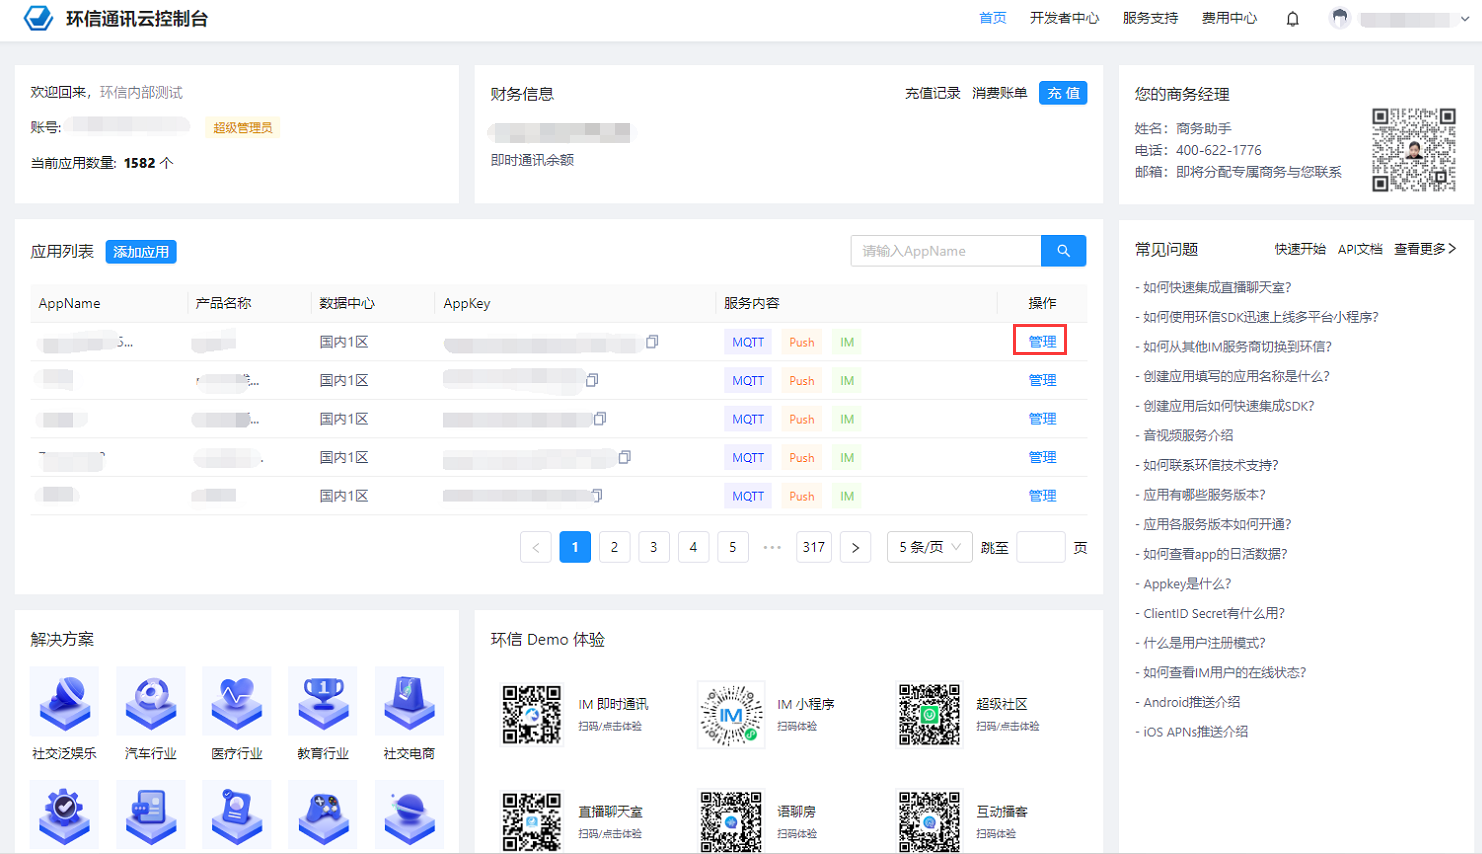 环信通讯云控制台
首页 开发者中心 服务支持 费用中心
欢迎回来，环信内部测试
账号:
超级管理员
当前应用数量: 1582 个
财务信息
充值记录 消费账单 充 值
即时通讯余额
您的商务经理
姓名：商务助手
电话：400-622-1776
邮箱：即将分配专属商务与您联系
应用列表 添加应用
请输入AppName
AppName 产品名称 数据中心 AppKey 服务内容 操作
国内1区 MQTT Push IM 管理
国内1区 MQTT Push IM 管理
国内1区 MQTT Push IM 管理
国内1区 MQTT Push IM 管理
国内1区 MQTT Push IM 管理
< 1 2 3 4 5 ••• 317 > 5 条/页 跳至 页
常见问题 快速开始 API文档 查看更多>
- 如何快速集成直播聊天室?
- 如何使用环信SDK迅速上线多平台小程序?
- 如何从其他IM服务商切换到环信?
- 创建应用填写的应用名称是什么?
- 创建应用后如何快速集成SDK?
- 音视频服务介绍
- 如何联系环信技术支持?
- 应用有哪些服务版本?
- 应用各服务版本如何开通?
- 如何查看app的日活数据?
- Appkey是什么?
- ClientID Secret有什么用?
- 什么是用户注册模式?
- 如何查看IM用户的在线状态?
- Android推送介绍
- iOS APNs推送介绍
解决方案
社交泛娱乐 汽车行业 医疗行业 教育行业 社交电商
环信 Demo 体验
IM 即时通讯
扫码/点击体验
IM
IM 小程序
扫码体验
超级社区
扫码/点击体验
直播聊天室
扫码/点击体验
语聊房
扫码体验
互动播客
扫码体验